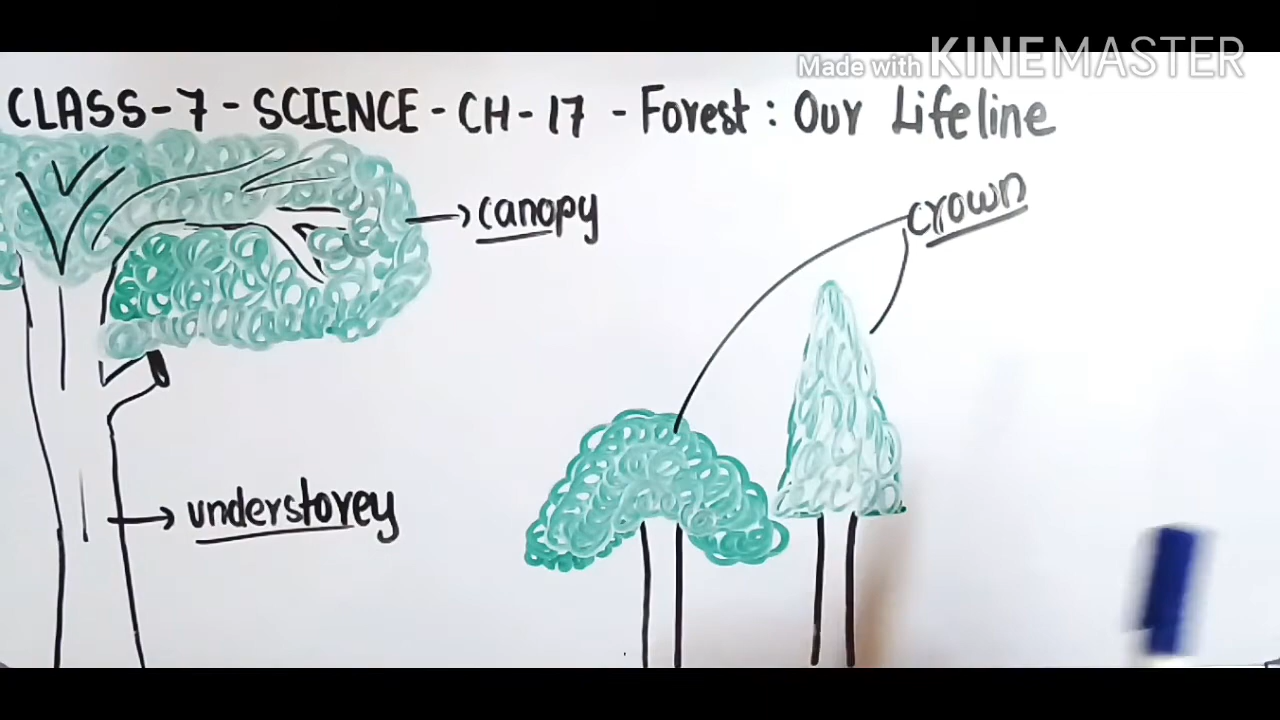 Made with KINEMASTER
CLASS-7-SCIENCE-CH-17-Forest: Our Lifeline
canopy
crown
understorey